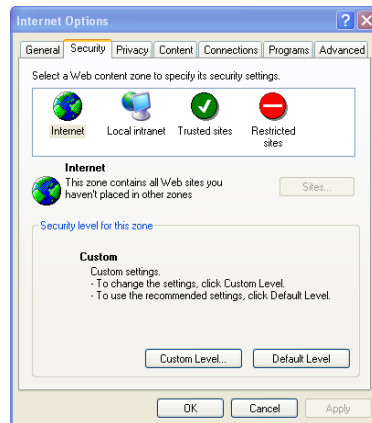 Internet Options
General Security Privacy Content Connections Programs Advanced
Select a Web content zone to specify its security settings.
Internet Local intranet Trusted sites Restricted sites
Internet
This zone contains all Web sites you haven't placed in other zones
Sites...
Security level for this zone
Custom
Custom settings.
- To change the settings, click Custom Level.
- To use the recommended settings, click Default Level.
Custom Level... Default Level
OK Cancel Apply